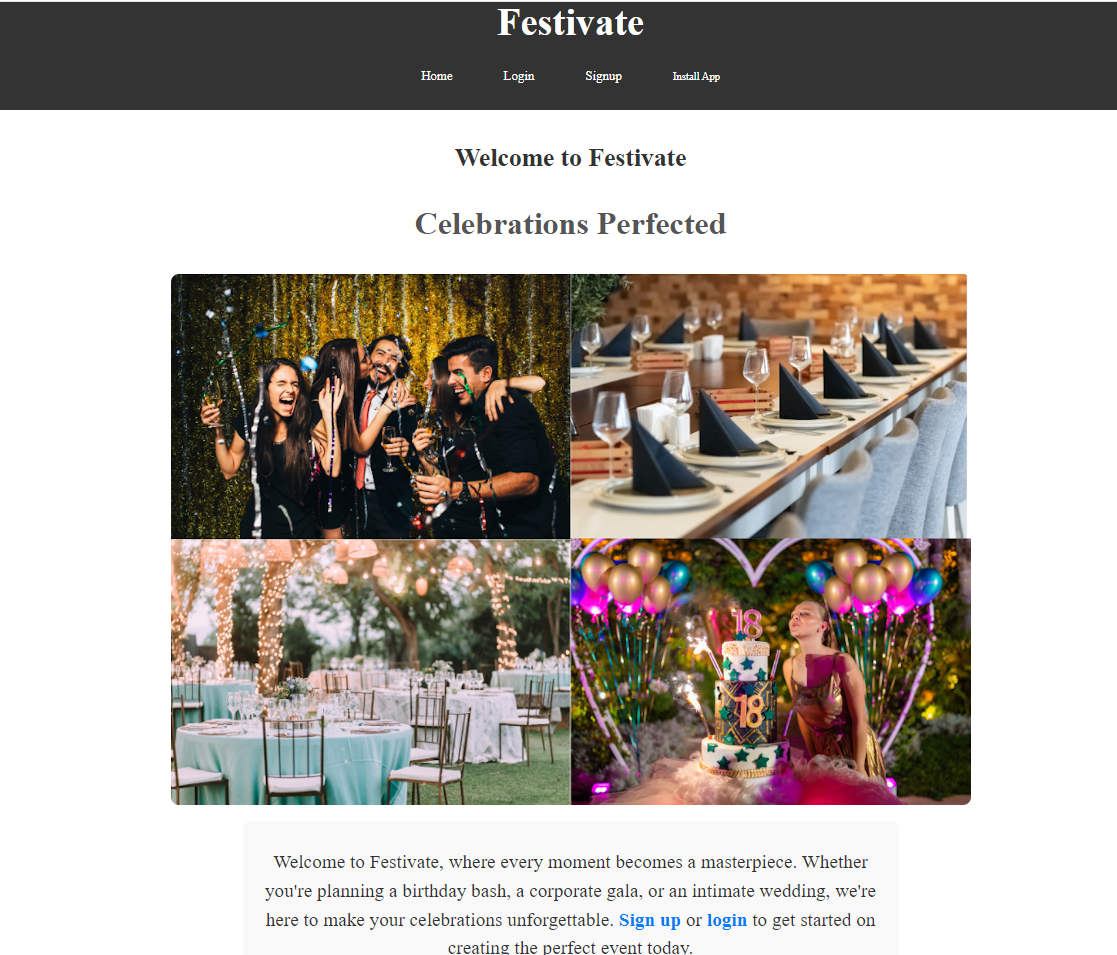 Festivate
Home Login Signup Install App
Welcome to Festivate
Celebrations Perfected
18
18
Welcome to Festivate, where every moment becomes a masterpiece. Whether
you're planning a birthday bash, a corporate gala, or an intimate wedding, we're
here to make your celebrations unforgettable. Sign up or login to get started on
creating the perfect event today.